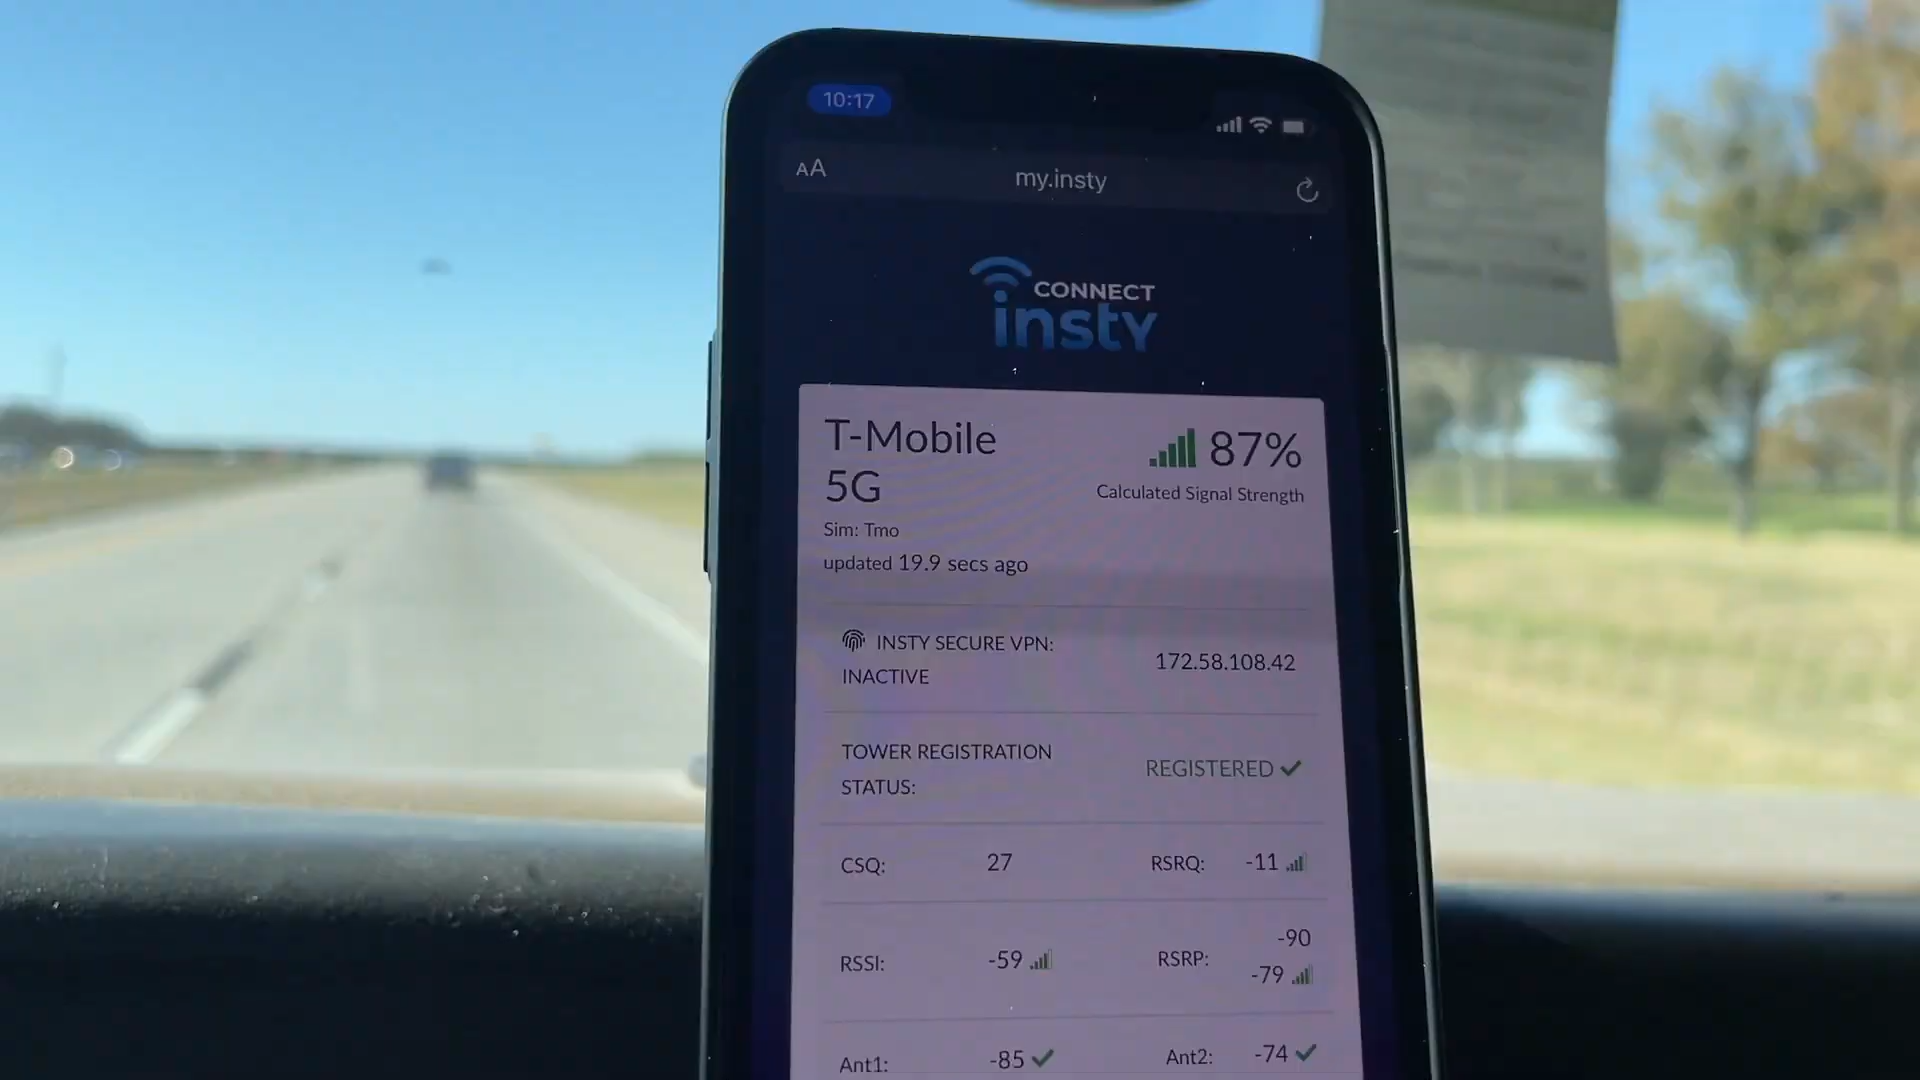 10:17
AA
my.insty
CONNECT
insty
T-Mobile
5G
87%
Calculated Signal Strength
Sim: Tmo
updated 19.9 secs ago
INSTY SECURE VPN:
INACTIVE
172.58.108.42
TOWER REGISTRATION
STATUS:
REGISTERED
CSQ: 27 RSRQ: -11
RSSI: -59 RSRP: -90
-79
Ant1: -85 Ant2: -74